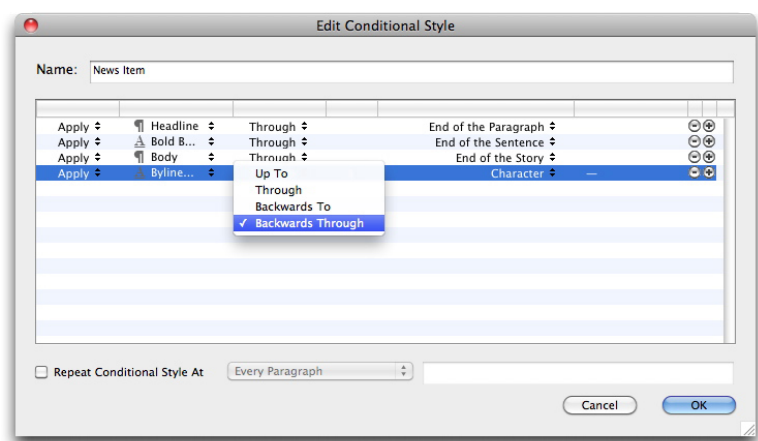 Edit Conditional Style
Name: News Item
Apply ¶ Headline Through End of the Paragraph
Apply A Bold B... Through End of the Sentence
Apply ¶ Body Through End of the Story
Apply A Byline... Character —
Up To
Through
Backwards To
✓ Backwards Through
Repeat Conditional Style At Every Paragraph
Cancel OK